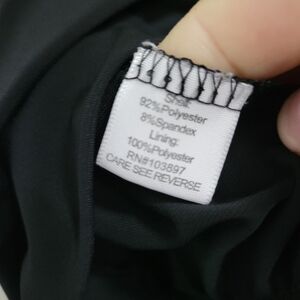 Shell:
92%Polyester
8%Spandex
Lining:
100%Polyester
RN#103897
CARE SEE REVERSE